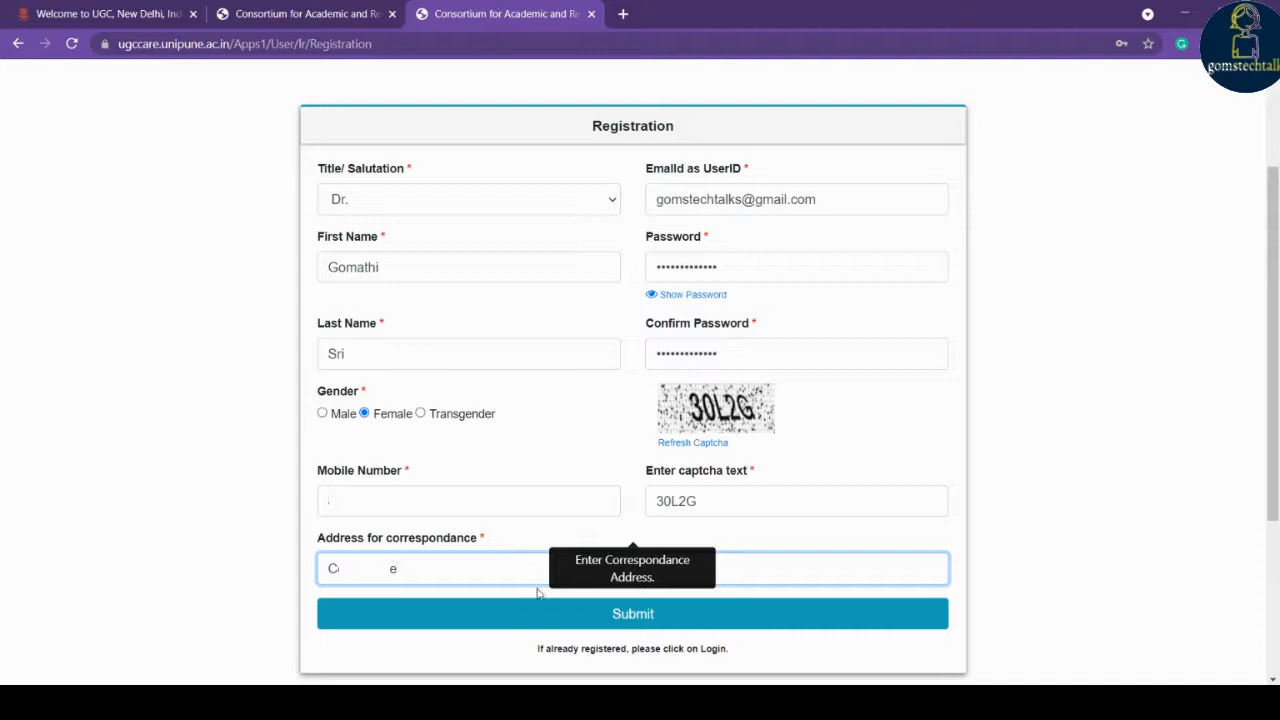 Welcome to UGC, New Delhi, Ind
Consortium for Academic and Re
Consortium for Academic and Re
ugccare.unipune.ac.in/Apps1/User/Ir/Registration
gomstechtalk
Registration
Title/ Salutation *
EmaiId as UserID *
Dr.
gomstechtalks@gmail.com
First Name *
Password *
Gomathi
Show Password
Last Name *
Confirm Password *
Sri
Gender *
Male Female Transgender
30L2G
Refresh Captcha
Mobile Number *
Enter captcha text *
30L2G
Address for correspondance *
Enter Correspondance
Address.
Submit
If already registered, please click on Login.